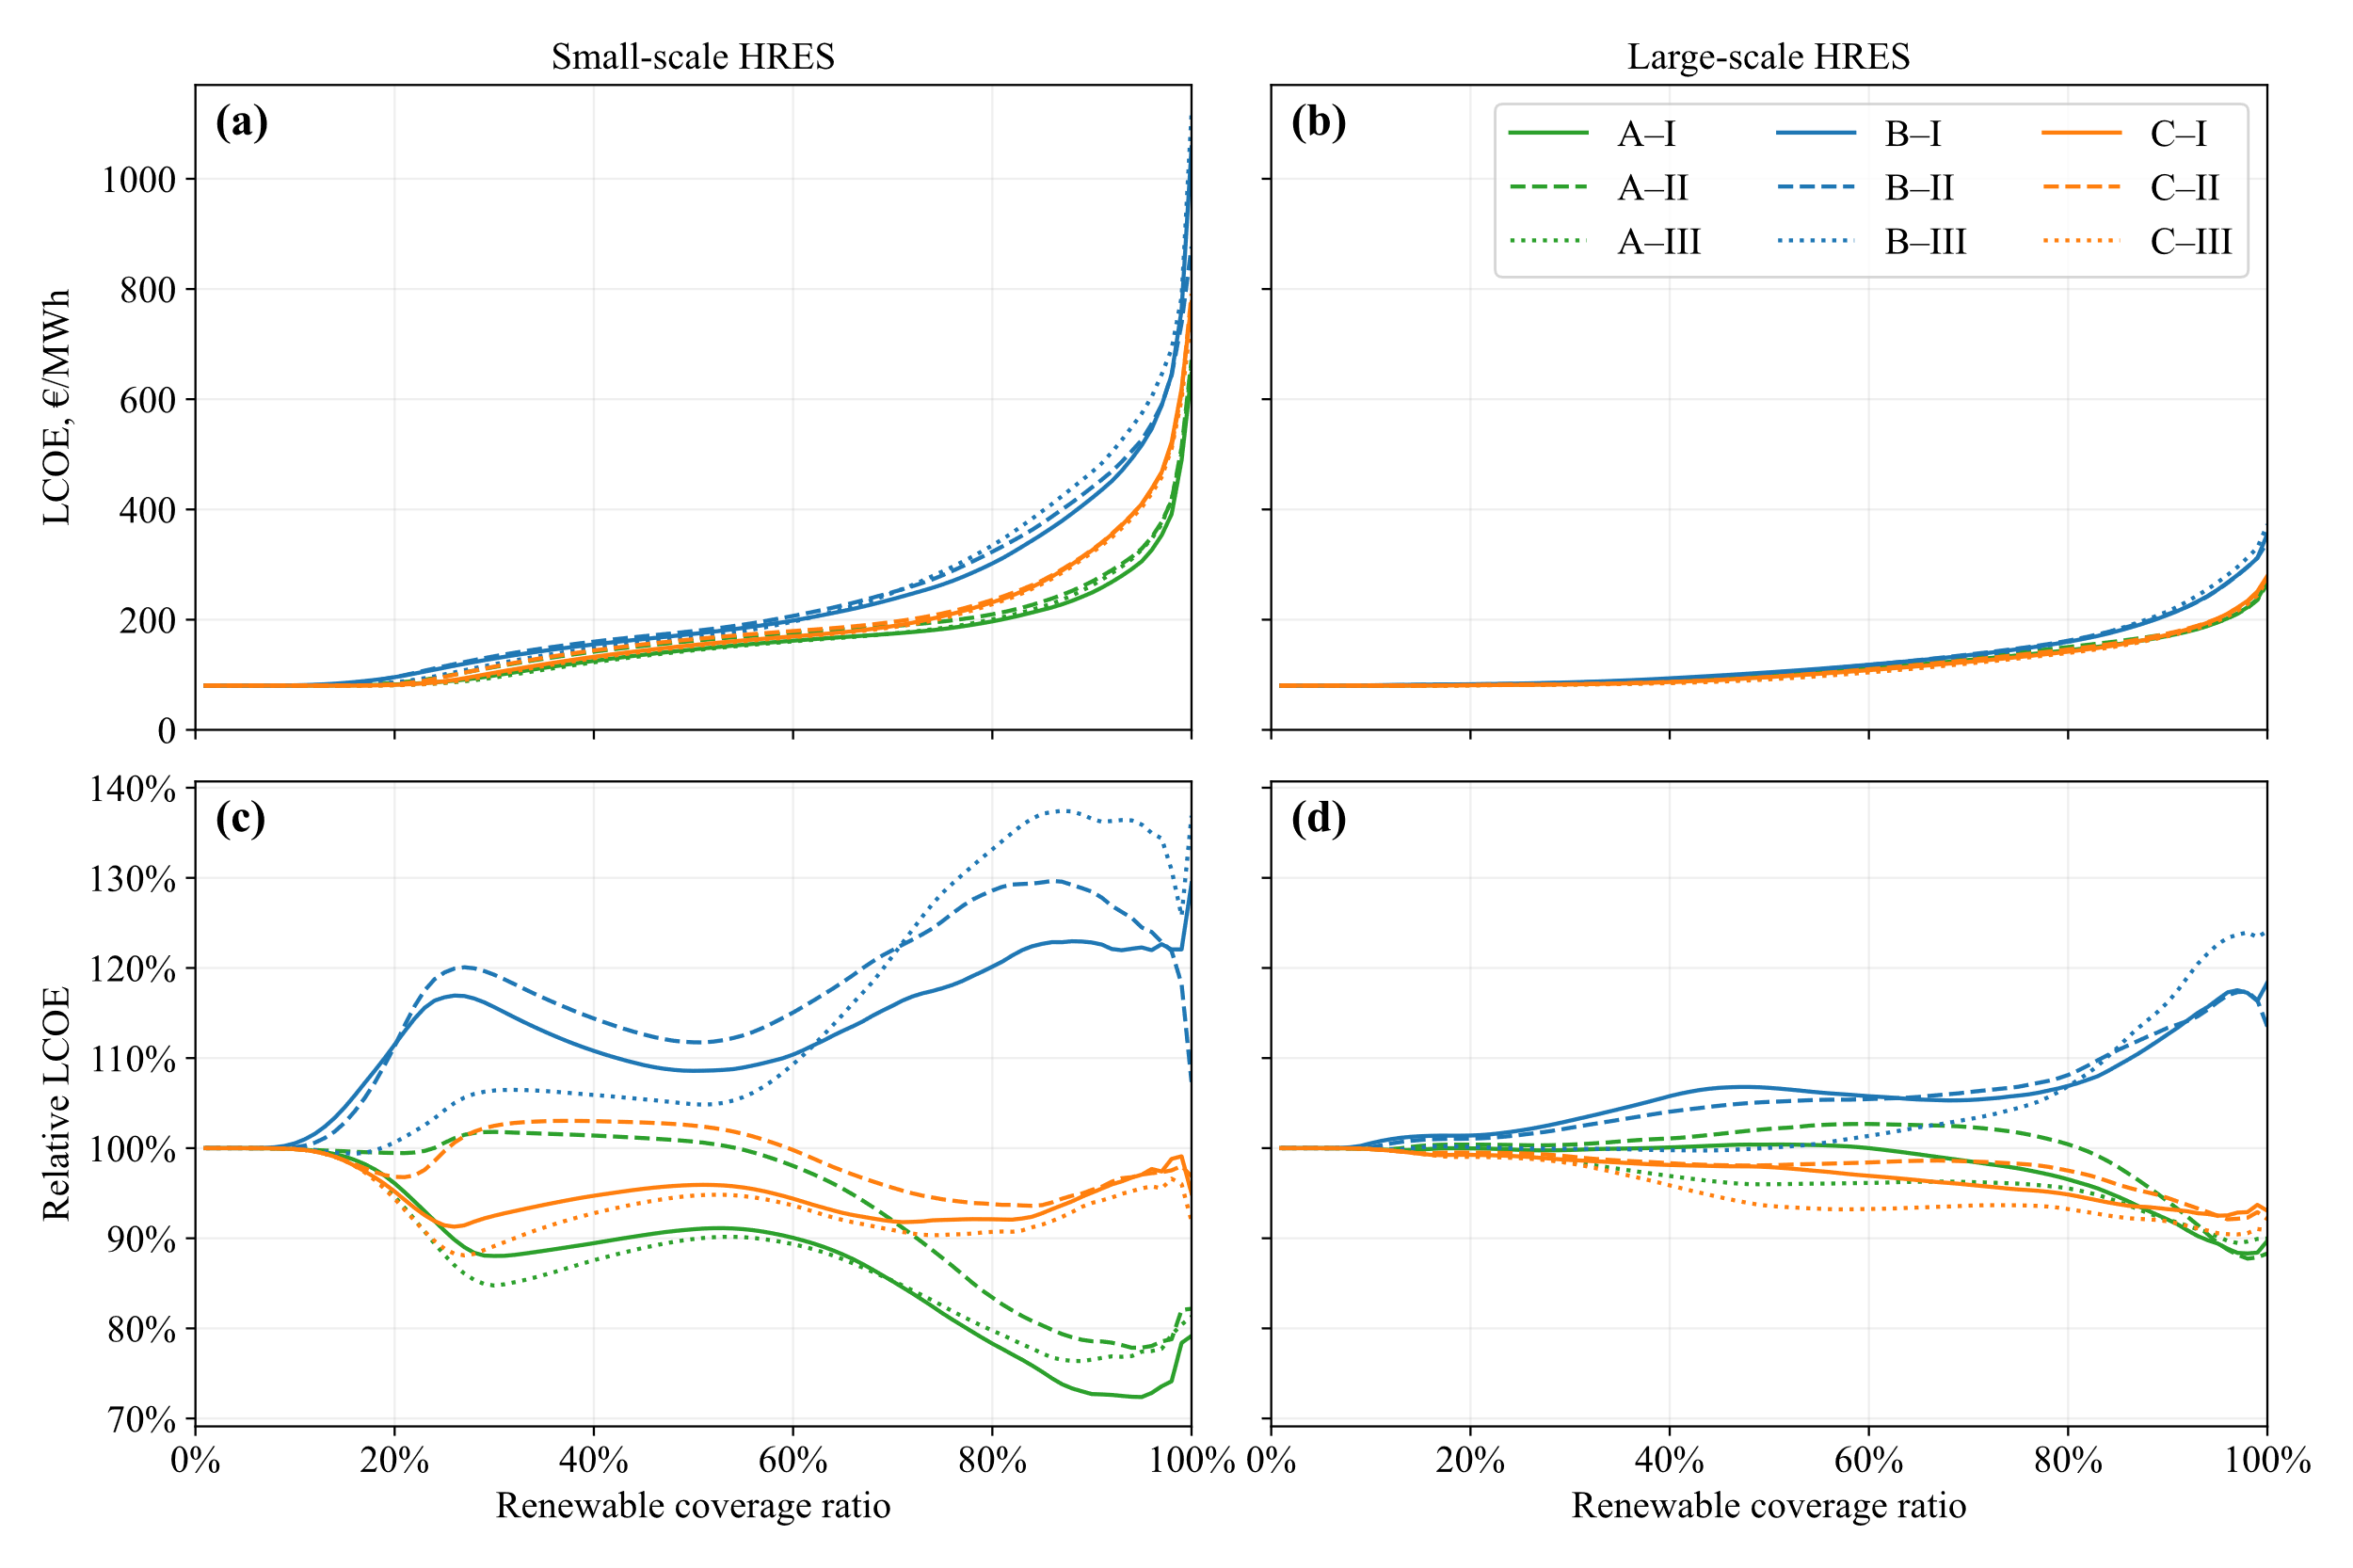 Small-scale HRES
Large-scale HRES
(a)
(b)
A–I
B–I
C–I
A–II
B–II
C–II
A–III
B–III
C–III
LCOE, €/MWh
1000
800
600
400
200
0
(c)
(d)
Relative LCOE
140%
130%
120%
110%
100%
90%
80%
70%
0% 20% 40% 60% 80% 100%
0% 20% 40% 60% 80% 100%
Renewable coverage ratio
Renewable coverage ratio